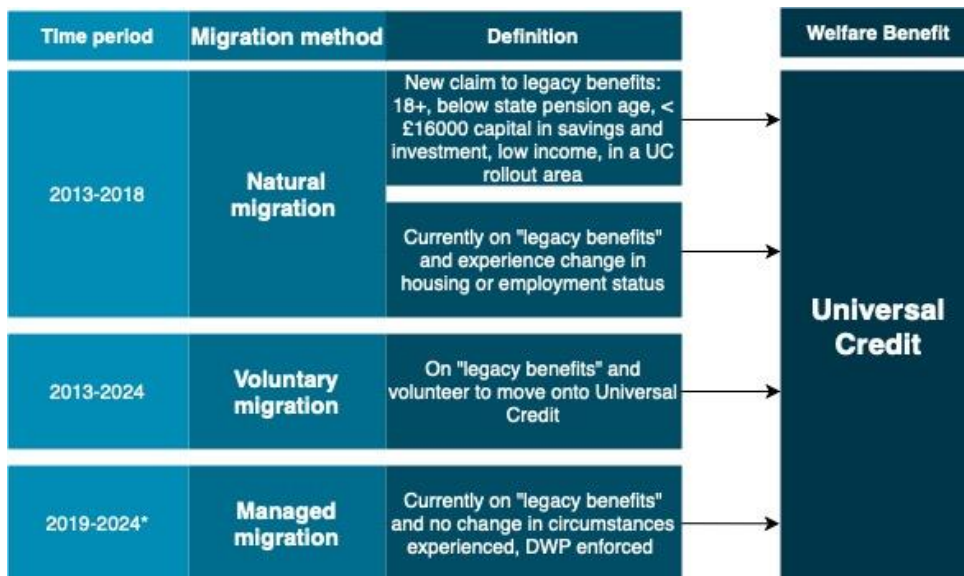 Time period
Migration method
Definition
Welfare Benefit
2013-2018
Natural
migration
New claim to legacy benefits:
18+, below state pension age, <
£16000 capital in savings and
investment, low income, in a UC
rollout area
Currently on "legacy benefits"
and experience change in
housing or employment status
2013-2024
Voluntary
migration
On "legacy benefits" and
volunteer to move onto Universal
Credit
2019-2024*
Managed
migration
Currently on "legacy benefits"
and no change in circumstances
experienced, DWP enforced
Universal
Credit